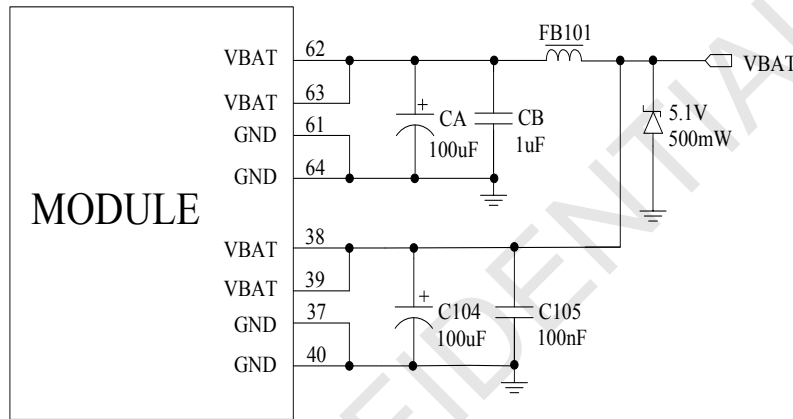 MODULE
VBAT 62
VBAT 63
GND 61
GND 64
VBAT 38
VBAT 39
GND 37
GND 40
+
CA
100uF
CB
1uF
FB101
VBAT
5.1V
500mW
+
C104
100uF
C105
100nF